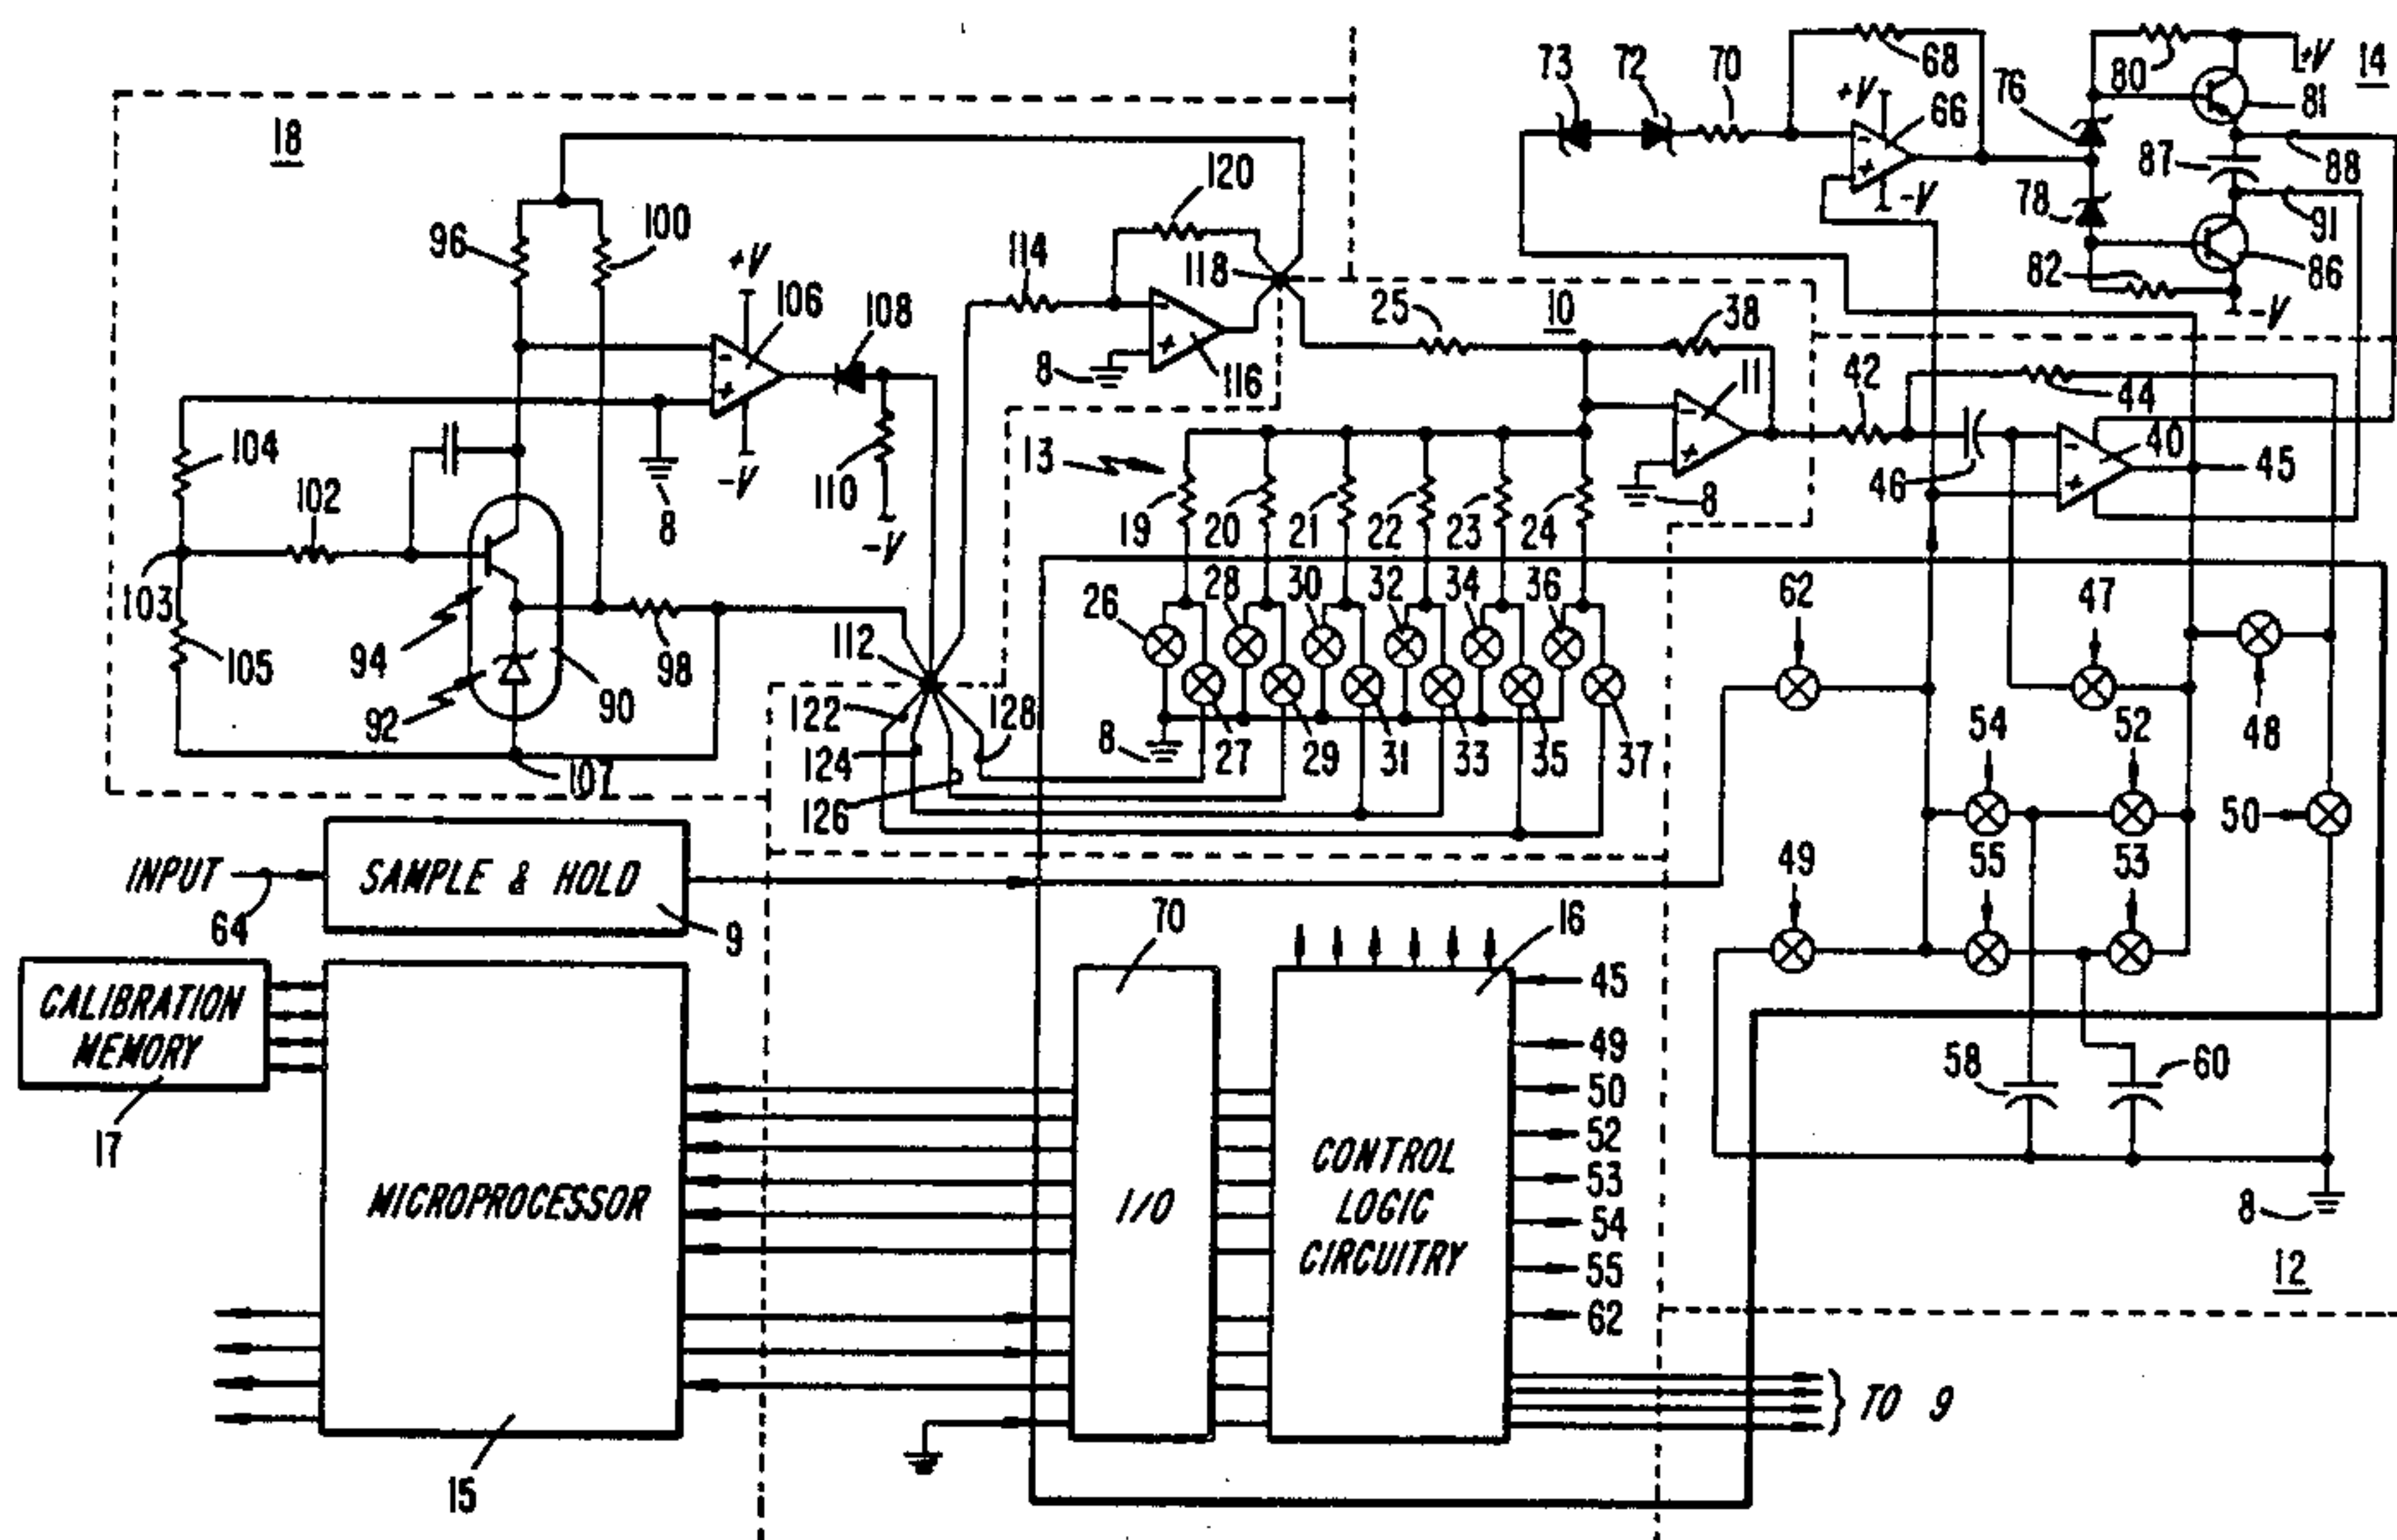 73 72 70 68 +V 14
18 76 80 81
66
120 87 88
-V
96 100 114 118 78 91
+V 82 86
106 108 25 10 38 -V
8 116 11 42 44
104 102 -V 110 13 8 46 40 45
8 19 20 21 22 23 24
-V
103 28 30 32 34 36 62 47
26
94 112
105 92 90 98 122 128 54 52 48
8 27 29 31 33 35 37
107 124
126
50
INPUT SAMPLE & HOLD 49 55 53
64 9 70 16
45
CALIBRATION
MEMORY
49
50 58 60
17 52
CONTROL
LOGIC
CIRCUITRY
MICROPROCESSOR I/O 53
54 8
55 12
62
TO 9
15